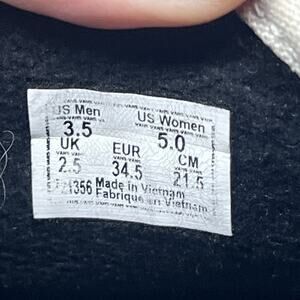 US Men US Women
3.5 5.0
UK EUR CM
2.5 34.5 21.5
Made in Vietnam
Fabriqué en Vietnam